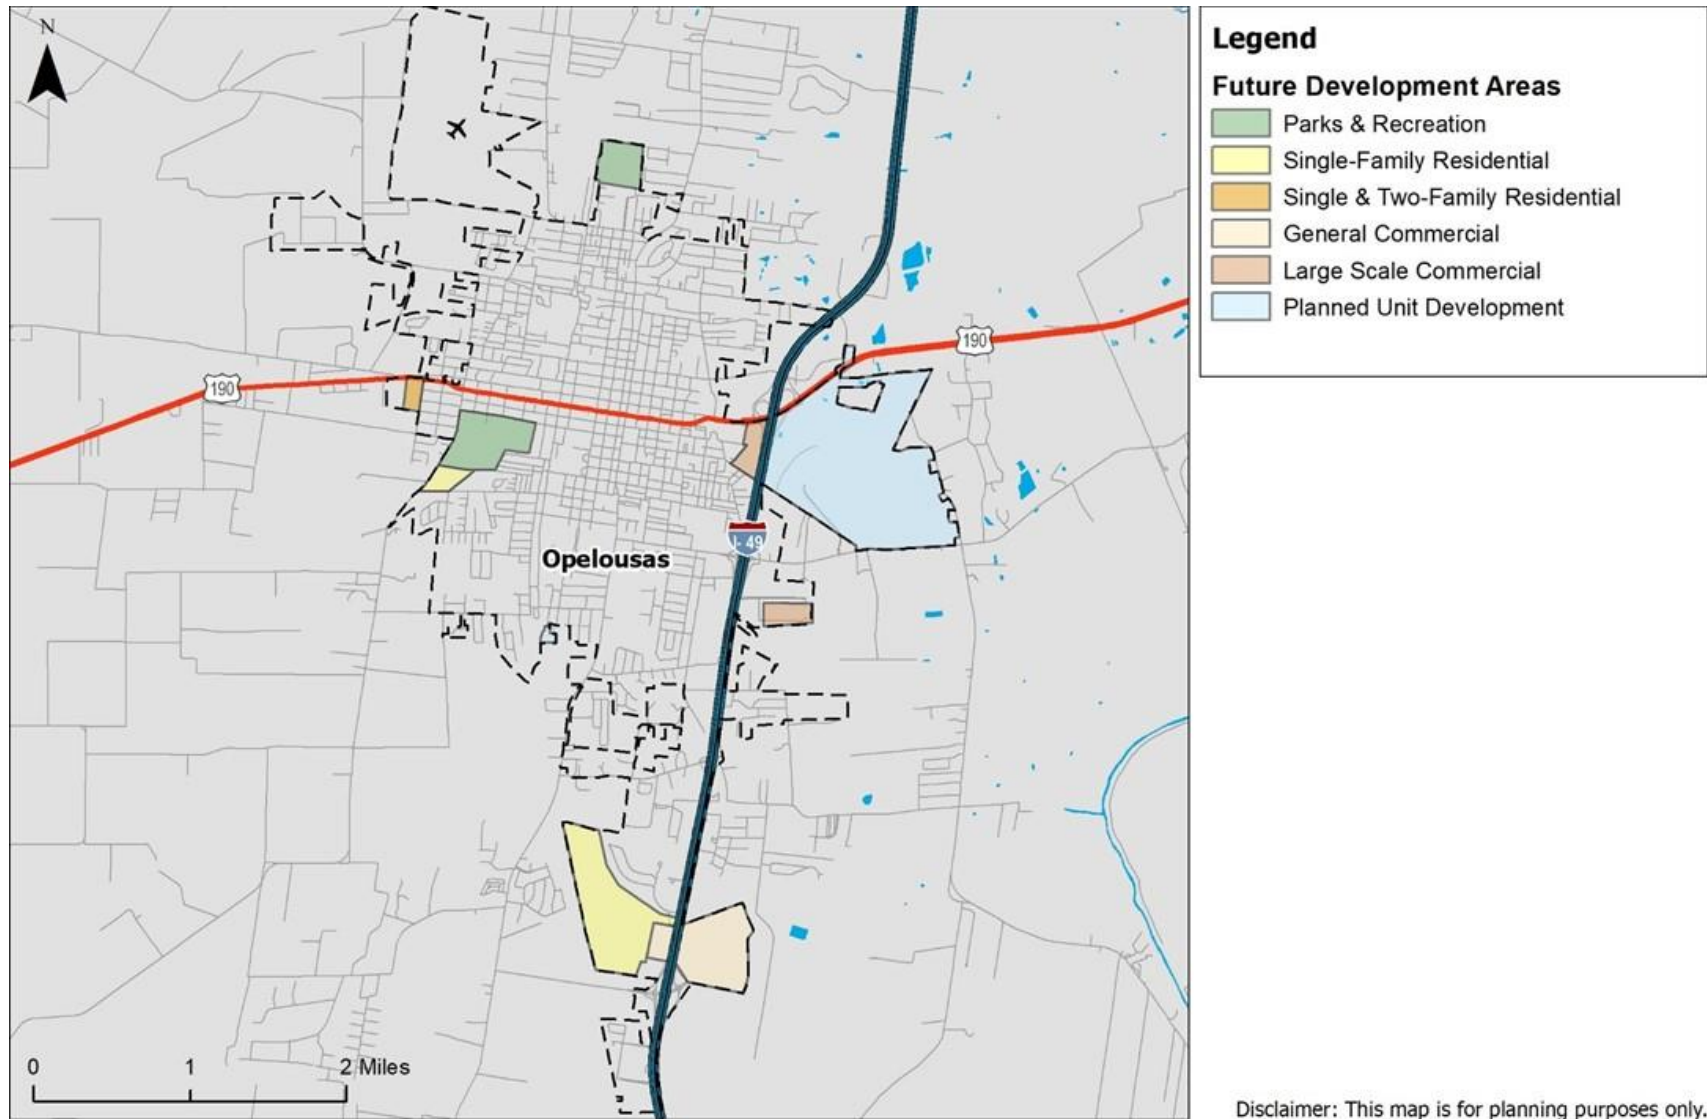 N
190
190
I-49
Opelousas
0 1 2 Miles
Legend
Future Development Areas
Parks & Recreation
Single-Family Residential
Single & Two-Family Residential
General Commercial
Large Scale Commercial
Planned Unit Development
Disclaimer: This map is for planning purposes only.